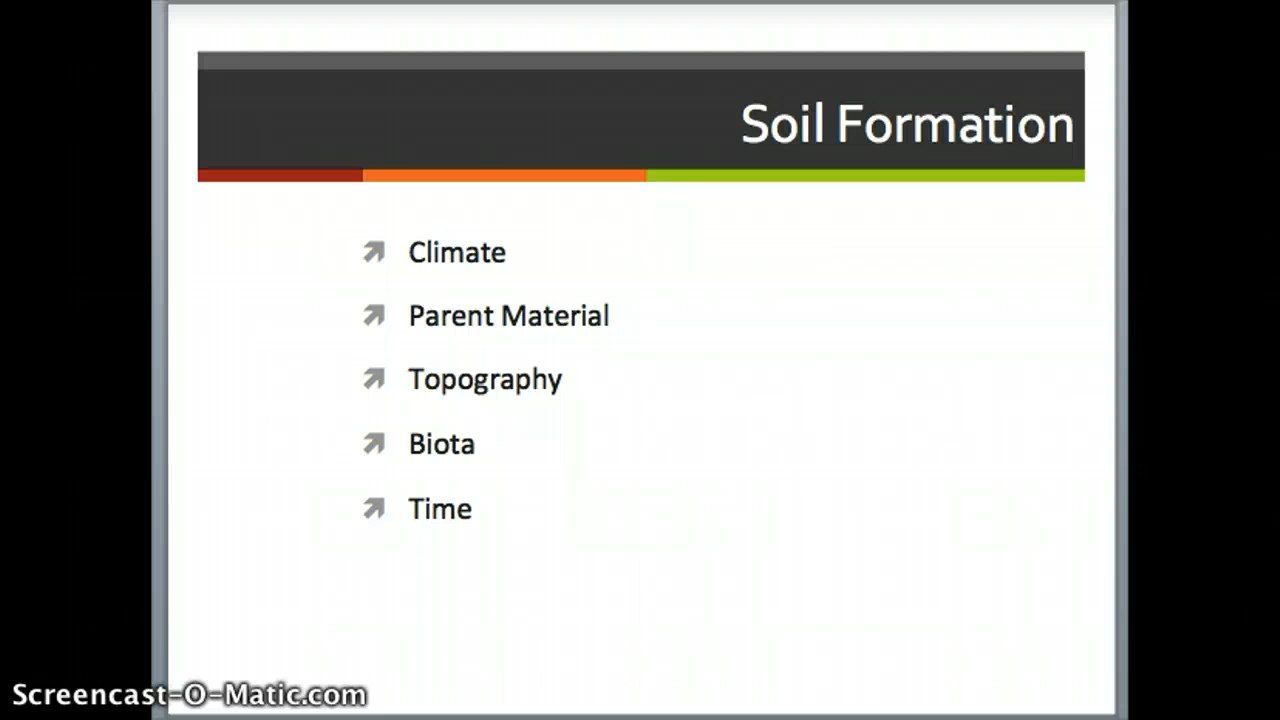 Soil Formation
Climate
Parent Material
Topography
Biota
Time
Screencast-O-Matic.com